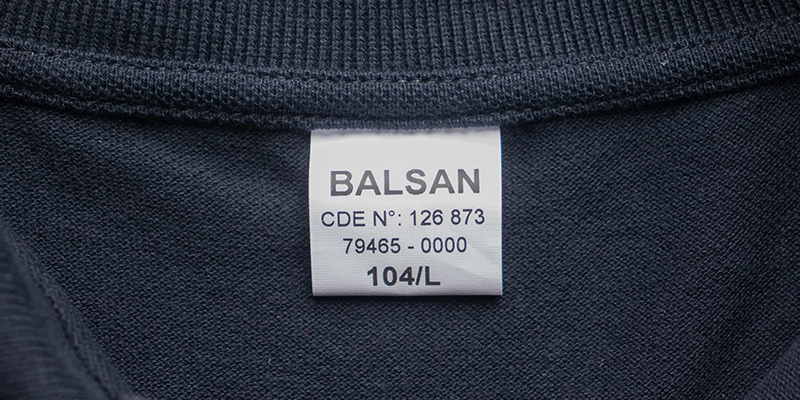 BALSAN
CDE N°: 126 873
79465 - 0000
104/L